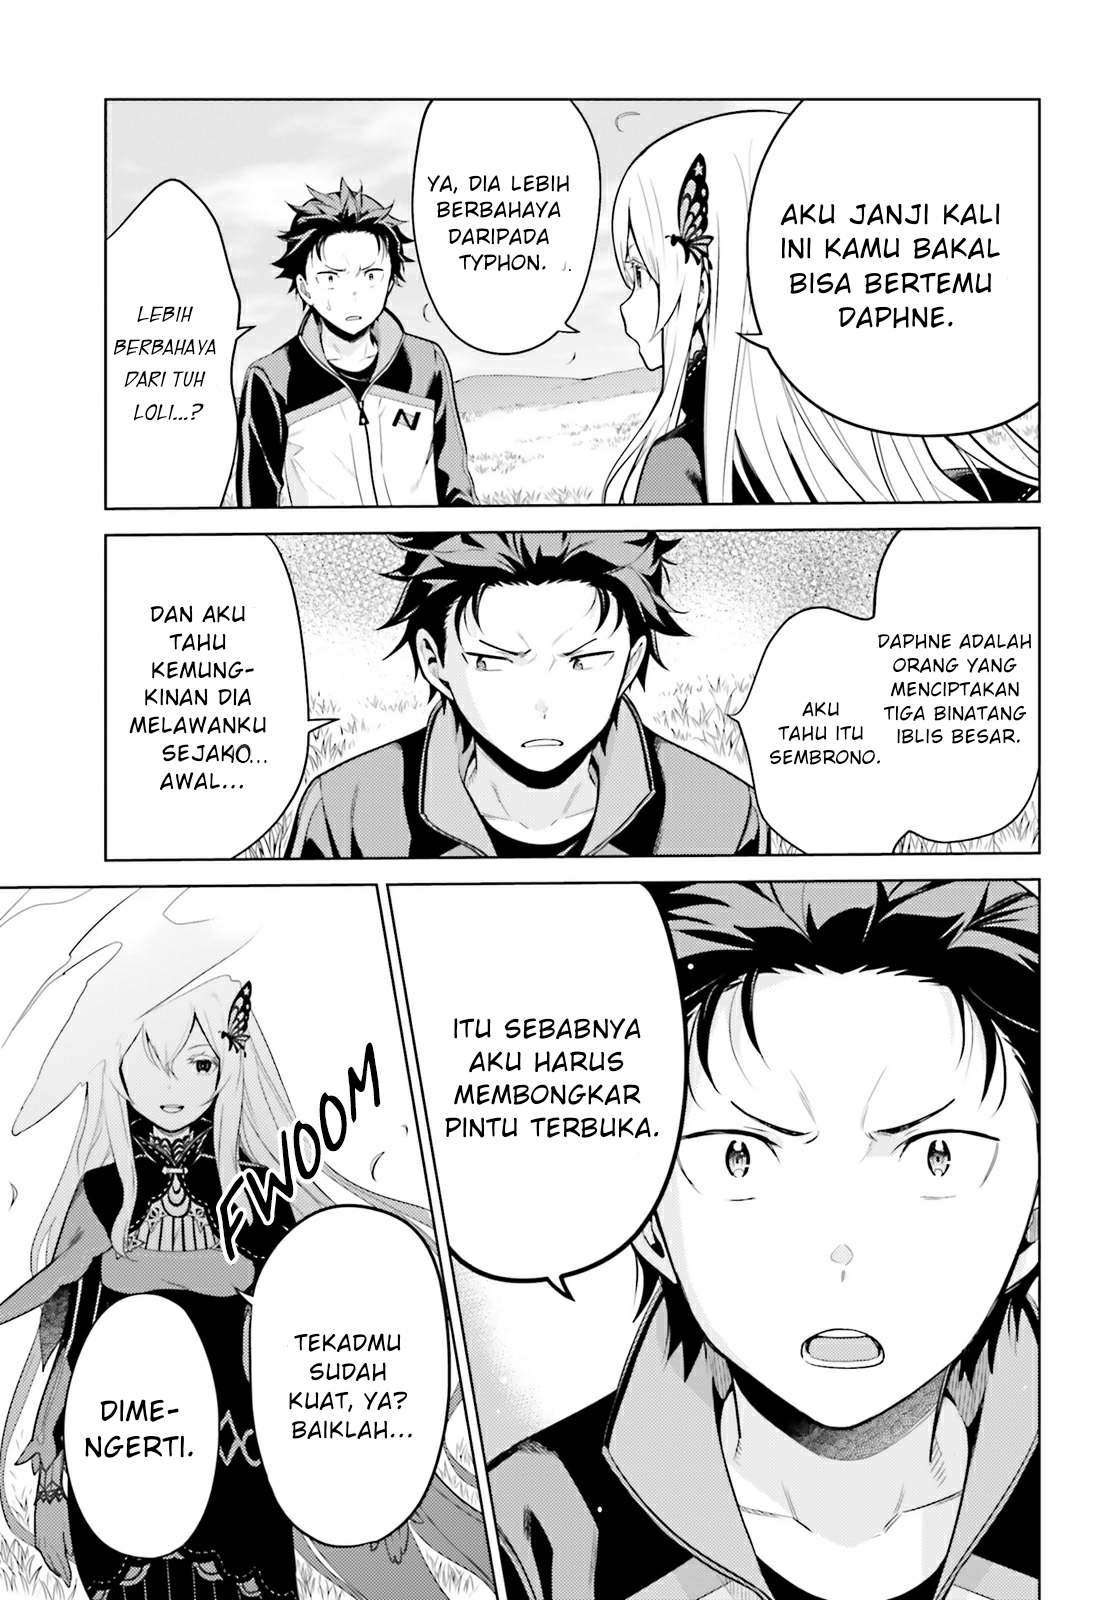 AKU JANJI KALI
INI KAMU BAKAL
BISA BERTEMU
DAPHNE.
YA, DIA LEBIH
BERBAHAYA
DARIPADA
TYPHON.
LEBIH
BERBAHAYA
DARI TUH
LOLI...?
N
DAPHNE ADALAH
ORANG YANG
MENCIPTAKAN
TIGA BINATANG
IBLIS BESAR.
AKU
TAHU ITU
SEMBRONO.
DAN AKU
TAHU
KEMUNG-
KINAN DIA
MELAWANKU
SEJAKO...
AWAL...
ITU SEBABNYA
AKU HARUS
MEMBONGKAR
PINTU TERBUKA.
FWOOM
TEKADMU
SUDAH
KUAT, YA?
BAIKLAH...
DIME-
NGERTI.